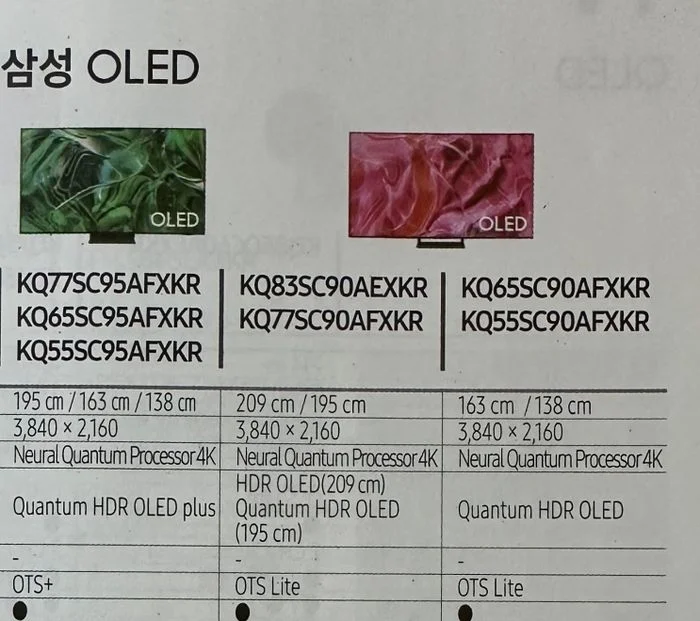 삼성 OLED
OLED
OLED
KQ77SC95AFXKR
KQ65SC95AFXKR
KQ55SC95AFXKR
KQ83SC90AEXKR
KQ77SC90AFXKR
KQ65SC90AFXKR
KQ55SC90AFXKR
195 cm / 163 cm / 138 cm
209 cm / 195 cm
163 cm / 138 cm
3,840 × 2,160
3,840 × 2,160
3,840 × 2,160
Neural Quantum Processor 4K
Neural Quantum Processor 4K
Neural Quantum Processor 4K
Quantum HDR OLED plus
HDR OLED(209 cm)
Quantum HDR OLED
(195 cm)
Quantum HDR OLED
-
-
-
OTS+
OTS Lite
OTS Lite
●
●
●